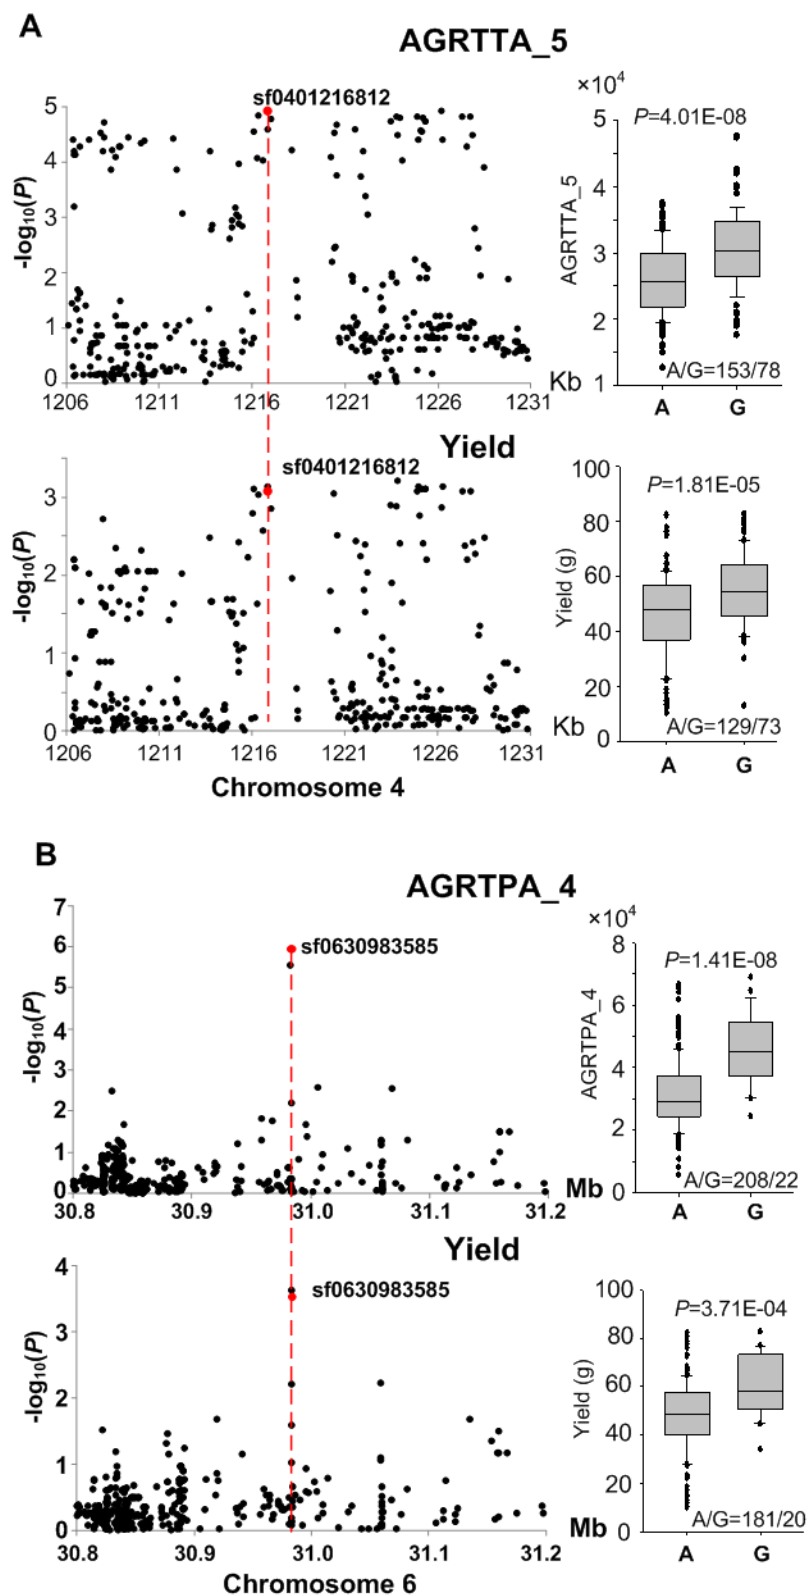 A
AGRTTA_5
sf0401216812
-log10(P)
5
4
3
2
1
0
1206 1211 1216 1221 1226 1231
Kb
×10^4
P=4.01E-08
AGRTTA_5
5
4
3
2
1
A/G=153/78
A G
Yield
sf0401216812
-log10(P)
3
2
1
0
1206 1211 1216 1221 1226 1231
Kb
Chromosome 4
P=1.81E-05
Yield (g)
100
80
60
40
20
0
A/G=129/73
A G
B
AGRTPA_4
sf0630983585
-log10(P)
7
6
5
4
3
2
1
0
30.8 30.9 31.0 31.1 31.2
Mb
×10^4
P=1.41E-08
AGRTPA_4
8
6
4
2
0
A/G=208/22
A G
Yield
sf0630983585
-log10(P)
4
3
2
1
0
30.8 30.9 31.0 31.1 31.2
Mb
Chromosome 6
P=3.71E-04
Yield (g)
100
80
60
40
20
0
A/G=181/20
A G